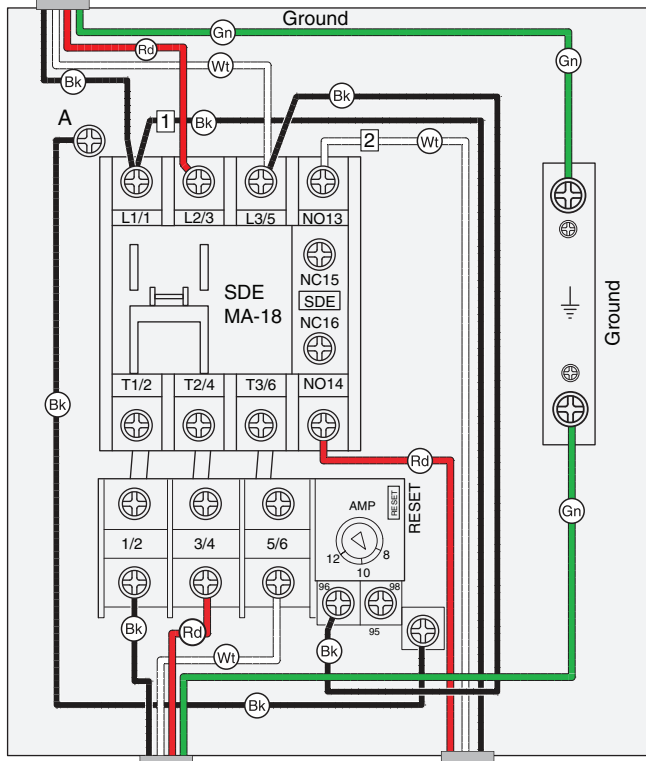 Ground
Gn
Rd
Gn
Wt
Bk
Bk
A
1
Bk
2
Wt
L1/1
L2/3
L3/5
NO13
NC15
SDE
MA-18
SDE
NC16
Ground
T1/2
T2/4
T3/6
NO14
Bk
Rd
AMP
RESET
RESET
Gn
1/2
3/4
5/6
12
8
10
96
98
95
Bk
Rd
Wt
Bk
Bk